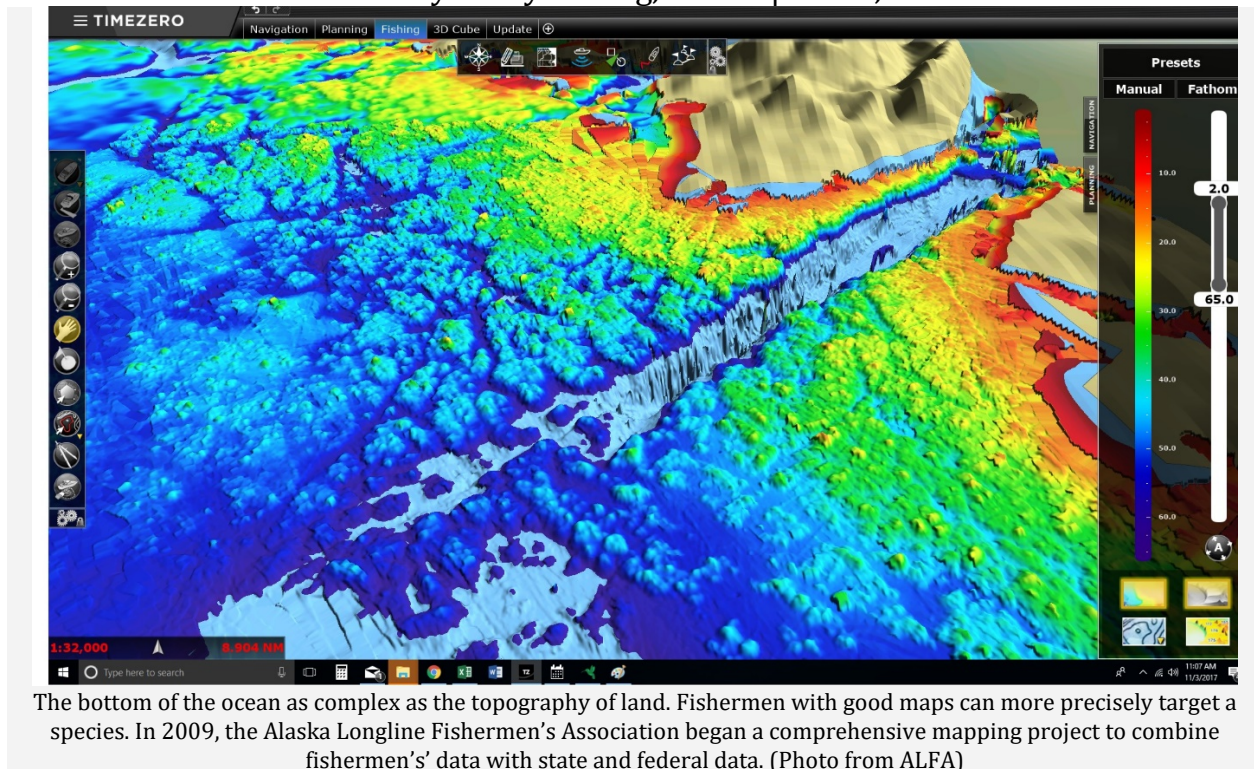 TIMEZERO
Navigation Planning Fishing 3D Cube Update
Presets
Manual Fathom
NAVIGATION
PLANNING
10.0
20.0
30.0
40.0
50.0
60.0
2.0
65.0
A
1:32,000 8.904 NM
Type here to search
TZ
11:07 AM
11/3/2017
The bottom of the ocean as complex as the topography of land. Fishermen with good maps can more precisely target a
species. In 2009, the Alaska Longline Fishermen’s Association began a comprehensive mapping project to combine
fishermen’s’ data with state and federal data. (Photo from ALFA)